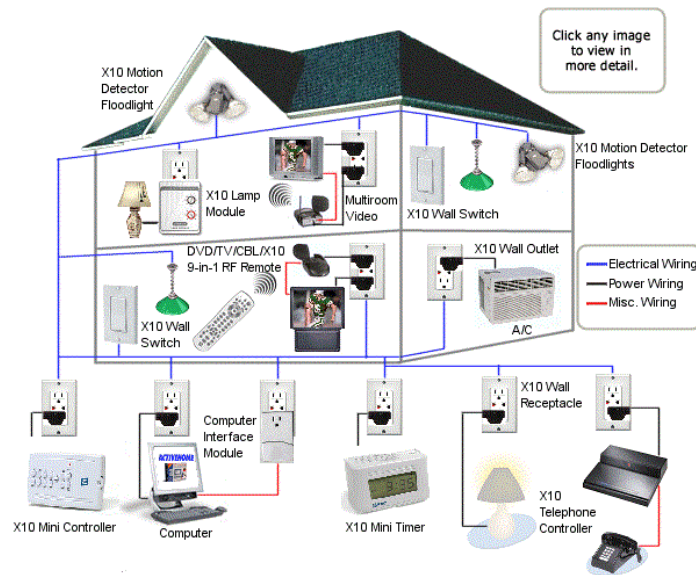 Click any image
to view in
more detail.
X10 Motion
Detector
Floodlight
X10 Motion Detector
Floodlights
X10 Lamp
Module
Multiroom
Video
X10 Wall Switch
DVD/TV/CBL/X10
9-in-1 RF Remote
X10 Wall Outlet
Electrical Wiring
Power Wiring
Misc. Wiring
X10 Wall
Switch
A/C
Computer
Interface
Module
X10 Wall
Receptacle
ACTIVEHOME
X10 Mini Controller
Computer
X10 Mini Timer
X10
Telephone
Controller